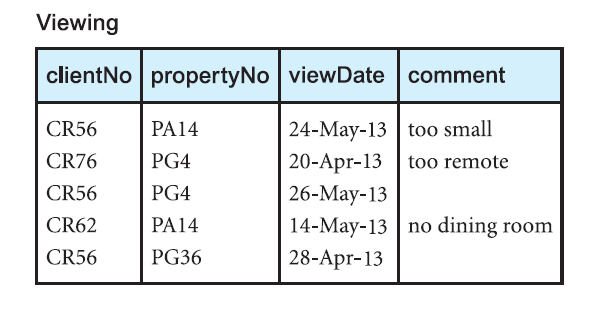 Viewing
clientNo propertyNo viewDate comment
CR56 PA14 24-May-13 too small
CR76 PG4 20-Apr-13 too remote
CR56 PG4 26-May-13
CR62 PA14 14-May-13 no dining room
CR56 PG36 28-Apr-13